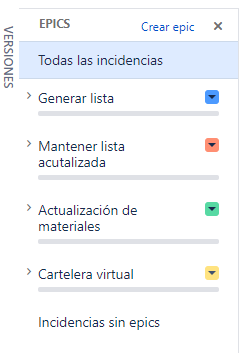 VERSIONES
EPICS Crear epic ×
Todas las incidencias
Generar lista
Mantener lista
acutalizada
Actualización de
materiales
Cartelera virtual
Incidencias sin epics